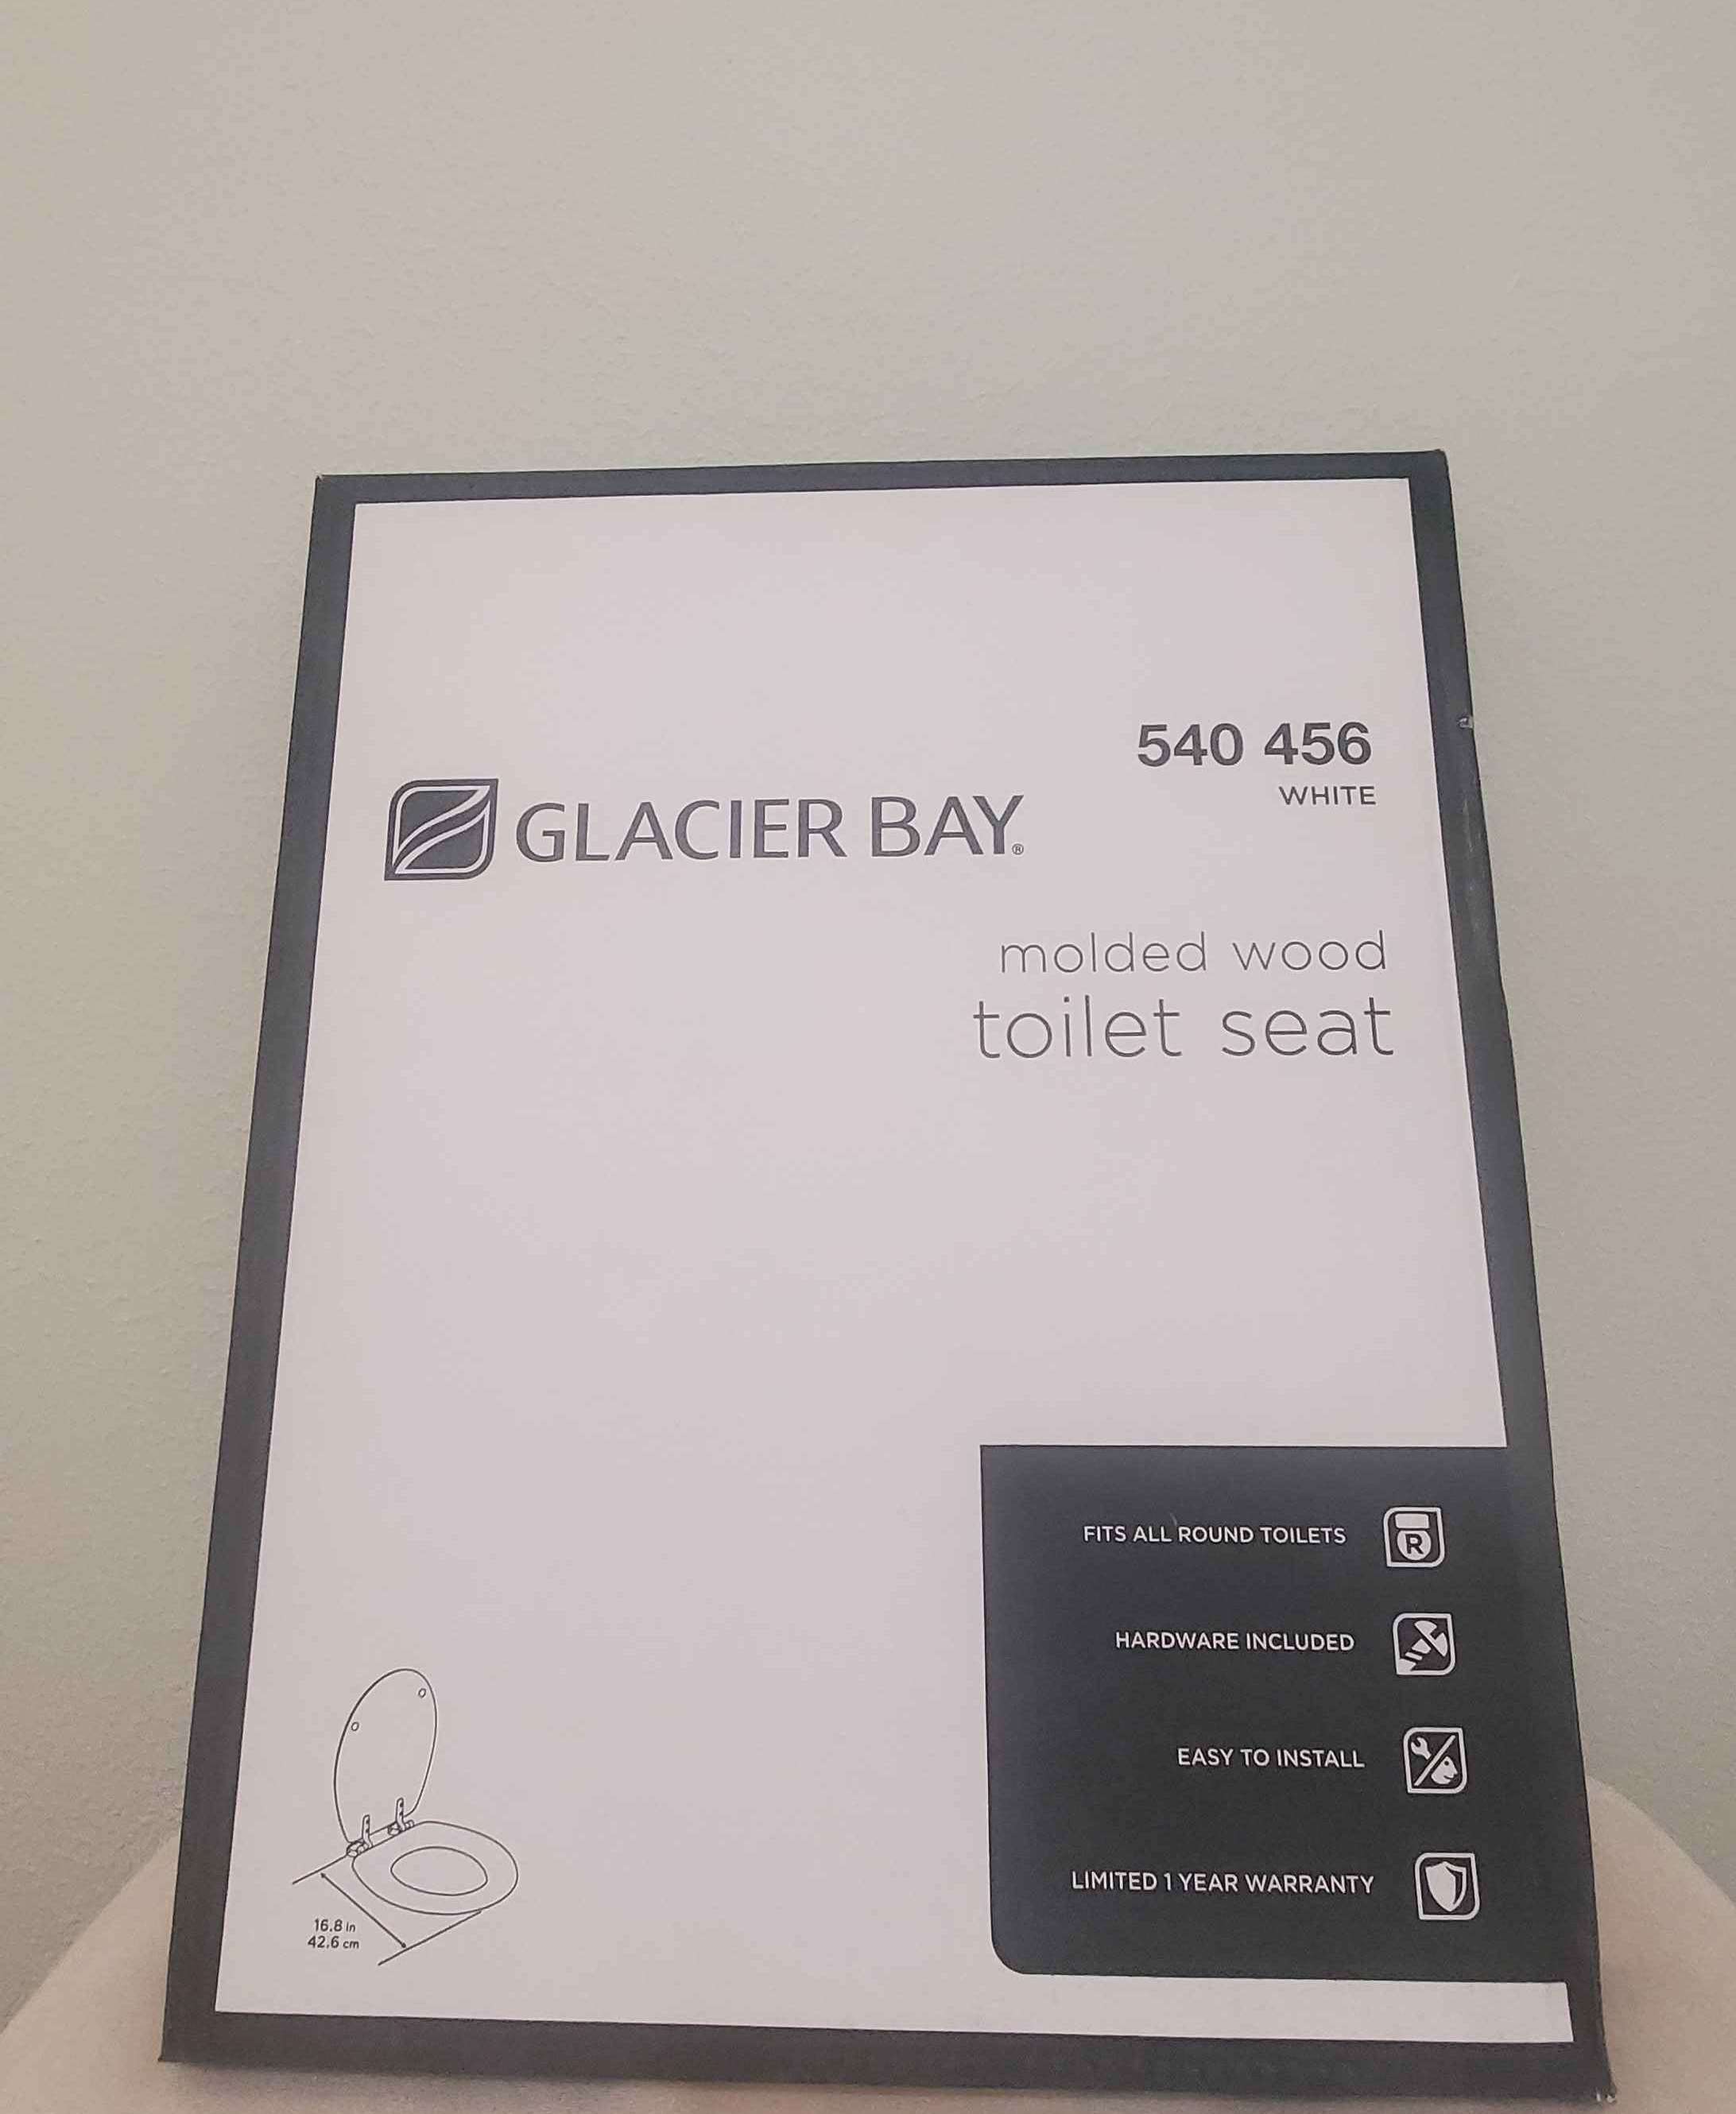 540 456
WHITE
GLACIER BAY®
molded wood
toilet seat
FITS ALL ROUND TOILETS
R
HARDWARE INCLUDED
EASY TO INSTALL
LIMITED 1 YEAR WARRANTY
16.8 in
42.6 cm